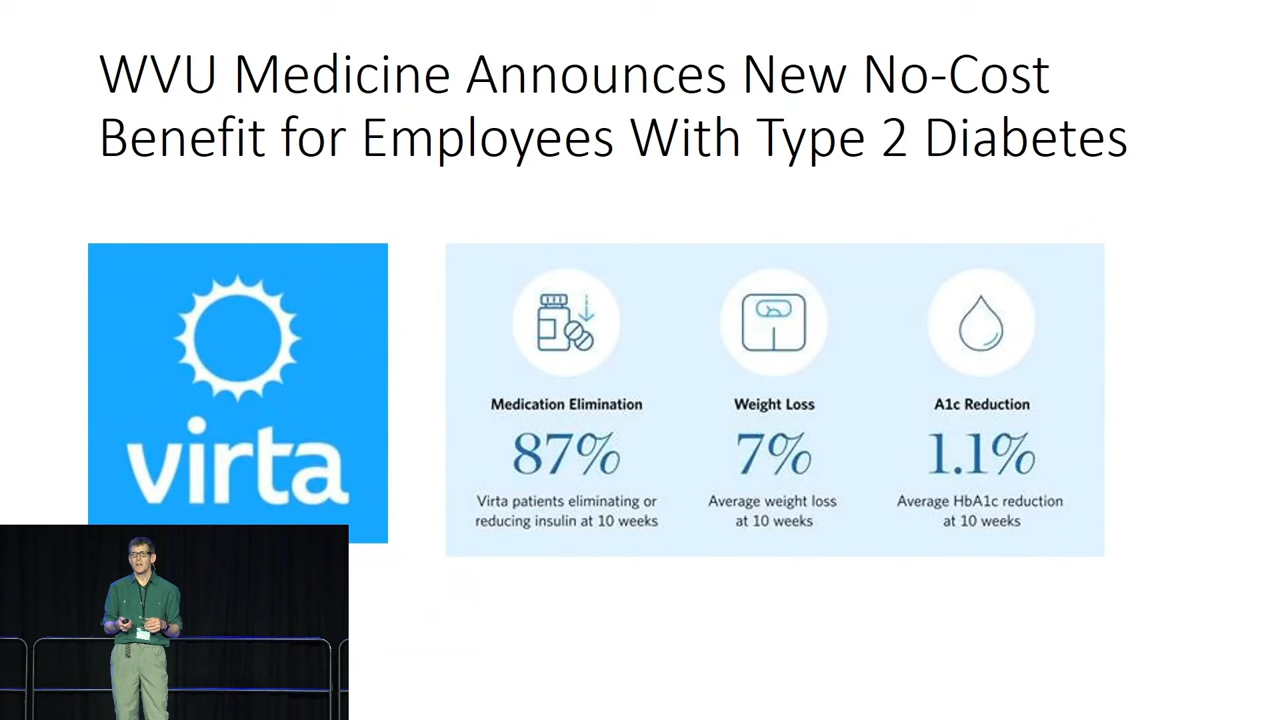 WVU Medicine Announces New No-Cost
Benefit for Employees With Type 2 Diabetes
virta
Medication Elimination
87%
Virta patients eliminating or
reducing insulin at 10 weeks
Weight Loss
7%
Average weight loss
at 10 weeks
A1c Reduction
1.1%
Average HbA1c reduction
at 10 weeks